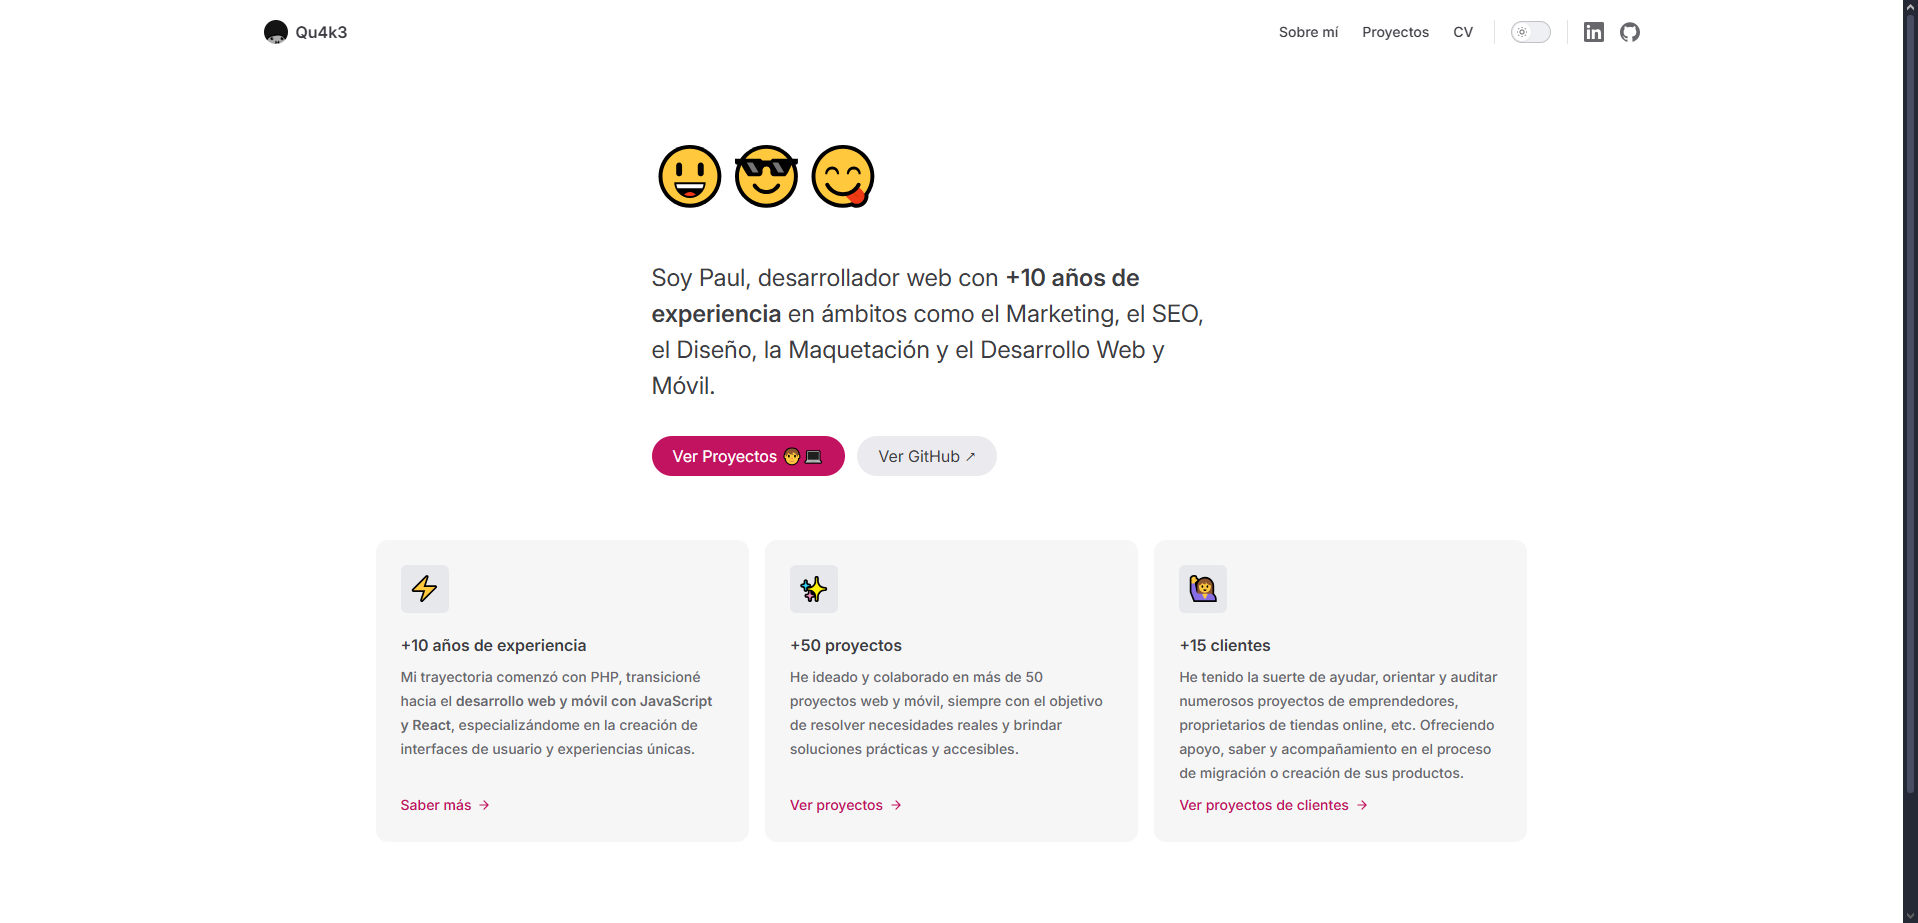 Qu4k3
Sobre mí
Proyectos
CV
Soy Paul, desarrollador web con +10 años de
experiencia en ámbitos como el Marketing, el SEO,
el Diseño, la Maquetación y el Desarrollo Web y
Móvil.
Ver Proyectos 🧑‍💻
Ver GitHub ↗
+10 años de experiencia
Mi trayectoria comenzó con PHP, transicioné
hacia el desarrollo web y móvil con JavaScript
y React, especializándome en la creación de
interfaces de usuario y experiencias únicas.
Saber más →
+50 proyectos
He ideado y colaborado en más de 50
proyectos web y móvil, siempre con el objetivo
de resolver necesidades reales y brindar
soluciones prácticas y accesibles.
Ver proyectos →
+15 clientes
He tenido la suerte de ayudar, orientar y auditar
numerosos proyectos de emprendedores,
proprietarios de tiendas online, etc. Ofreciendo
apoyo, saber y acompañamiento en el proceso
de migración o creación de sus productos.
Ver proyectos de clientes →